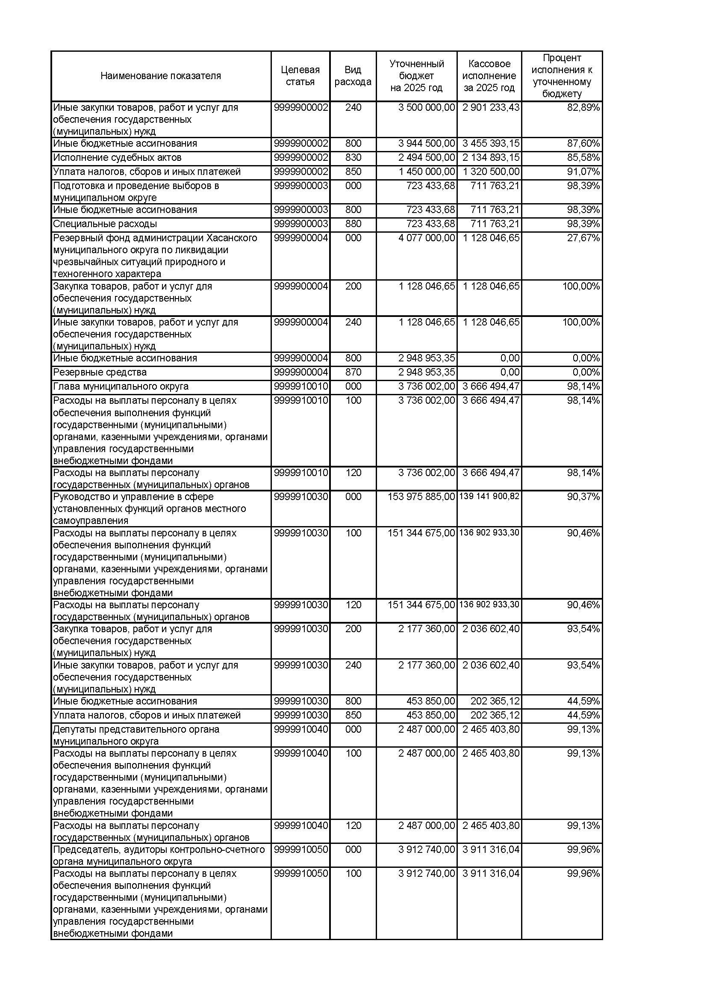 Наименование показателя
Целевая
статья
Вид
расхода
Уточненный
бюджет
на 2025 год
Кассовое
исполнение
за 2025 год
Процент
исполнения к
уточненному
бюджету
Иные закупки товаров, работ и услуг для 9999900002 240 3 500 000,00 2 901 233,43 82,89%
обеспечения государственных
(муниципальных) нужд
Иные бюджетные ассигнования 9999900002 800 3 944 500,00 3 455 393,15 87,60%
Исполнение судебных актов 9999900002 830 2 494 500,00 2 134 893,15 85,58%
Уплата налогов, сборов и иных платежей 9999900002 850 1 450 000,00 1 320 500,00 91,07%
Подготовка и проведение выборов в 9999900003 000 723 433,68 711 763,21 98,39%
муниципальном округе
Иные бюджетные ассигнования 9999900003 800 723 433,68 711 763,21 98,39%
Специальные расходы 9999900003 880 723 433,68 711 763,21 98,39%
Резервный фонд администрации Хасанского 9999900004 000 4 077 000,00 1 128 046,65 27,67%
муниципального округа по ликвидации
чрезвычайных ситуаций природного и
техногенного характера
Закупка товаров, работ и услуг для 9999900004 200 1 128 046,65 1 128 046,65 100,00%
обеспечения государственных
(муниципальных) нужд
Иные закупки товаров, работ и услуг для 9999900004 240 1 128 046,65 1 128 046,65 100,00%
обеспечения государственных
(муниципальных) нужд
Иные бюджетные ассигнования 9999900004 800 2 948 953,35 0,00 0,00%
Резервные средства 9999900004 870 2 948 953,35 0,00 0,00%
Глава муниципального округа 9999910010 000 3 736 002,00 3 666 494,47 98,14%
Расходы на выплаты персоналу в целях 9999910010 100 3 736 002,00 3 666 494,47 98,14%
обеспечения выполнения функций
государственными (муниципальными)
органами, казенными учреждениями, органами
управления государственными
внебюджетными фондами
Расходы на выплаты персоналу 9999910010 120 3 736 002,00 3 666 494,47 98,14%
государственных (муниципальных) органов
Руководство и управление в сфере 9999910030 000 153 975 885,00 139 141 900,82 90,37%
установленных функций органов местного
самоуправления
Расходы на выплаты персоналу в целях 9999910030 100 151 344 675,00 136 902 933,30 90,46%
обеспечения выполнения функций
государственными (муниципальными)
органами, казенными учреждениями, органами
управления государственными
внебюджетными фондами
Расходы на выплаты персоналу 9999910030 120 151 344 675,00 136 902 933,30 90,46%
государственных (муниципальных) органов
Закупка товаров, работ и услуг для 9999910030 200 2 177 360,00 2 036 602,40 93,54%
обеспечения государственных
(муниципальных) нужд
Иные закупки товаров, работ и услуг для 9999910030 240 2 177 360,00 2 036 602,40 93,54%
обеспечения государственных
(муниципальных) нужд
Иные бюджетные ассигнования 9999910030 800 453 850,00 202 365,12 44,59%
Уплата налогов, сборов и иных платежей 9999910030 850 453 850,00 202 365,12 44,59%
Депутаты представительного органа 9999910040 000 2 487 000,00 2 465 403,80 99,13%
муниципального округа
Расходы на выплаты персоналу в целях 9999910040 100 2 487 000,00 2 465 403,80 99,13%
обеспечения выполнения функций
государственными (муниципальными)
органами, казенными учреждениями, органами
управления государственными
внебюджетными фондами
Расходы на выплаты персоналу 9999910040 120 2 487 000,00 2 465 403,80 99,13%
государственных (муниципальных) органов
Председатель, аудиторы контрольно-счетного 9999910050 000 3 912 740,00 3 911 316,04 99,96%
органа муниципального округа
Расходы на выплаты персоналу в целях 9999910050 100 3 912 740,00 3 911 316,04 99,96%
обеспечения выполнения функций
государственными (муниципальными)
органами, казенными учреждениями, органами
управления государственными
внебюджетными фондами